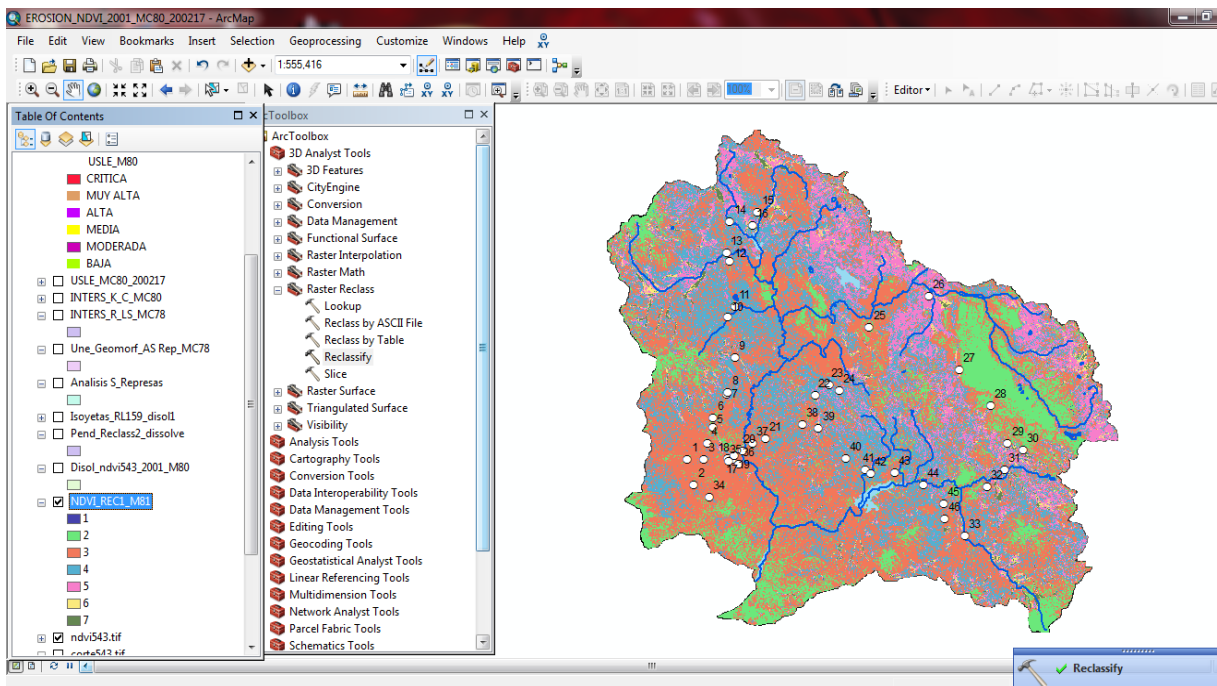 EROSION_NDVI_2001_MC80_200217 - ArcMap
File Edit View Bookmarks Insert Selection Geoprocessing Customize Windows Help
1:555,416
100%
Editor
Table Of Contents
USLE_M80
CRITICA
MUY ALTA
ALTA
MEDIA
MODERADA
BAJA
USLE_MC80_200217
INTERS_K_C_MC80
INTERS_R_LS_MC78
Une_Geomorf_AS Rep_MC78
Analisis S_Represas
Isoyetas_RL159_disol1
Pend_Reclass2_dissolve
Disol_ndvi543_2001_M80
NDVI_REC1_M81
1
2
3
4
5
6
7
ndvi543.tif
corte543.tif
cToolbox
ArcToolbox
3D Analyst Tools
3D Features
CityEngine
Conversion
Data Management
Functional Surface
Raster Interpolation
Raster Math
Raster Reclass
Lookup
Reclass by ASCII File
Reclass by Table
Reclassify
Slice
Raster Surface
Triangulated Surface
Visibility
Analysis Tools
Cartography Tools
Conversion Tools
Data Interoperability Tools
Data Management Tools
Editing Tools
Geocoding Tools
Geostatistical Analyst Tools
Linear Referencing Tools
Multidimension Tools
Network Analyst Tools
Parcel Fabric Tools
Schematics Tools
15
14
16
13
12
26
11
10
25
9
27
8
7
22
23
24
28
6
5
4
38
39
21
37
20
29
30
1
3
18
35
36
17
19
40
41
42
43
31
2
34
44
32
45
46
33
Reclassify